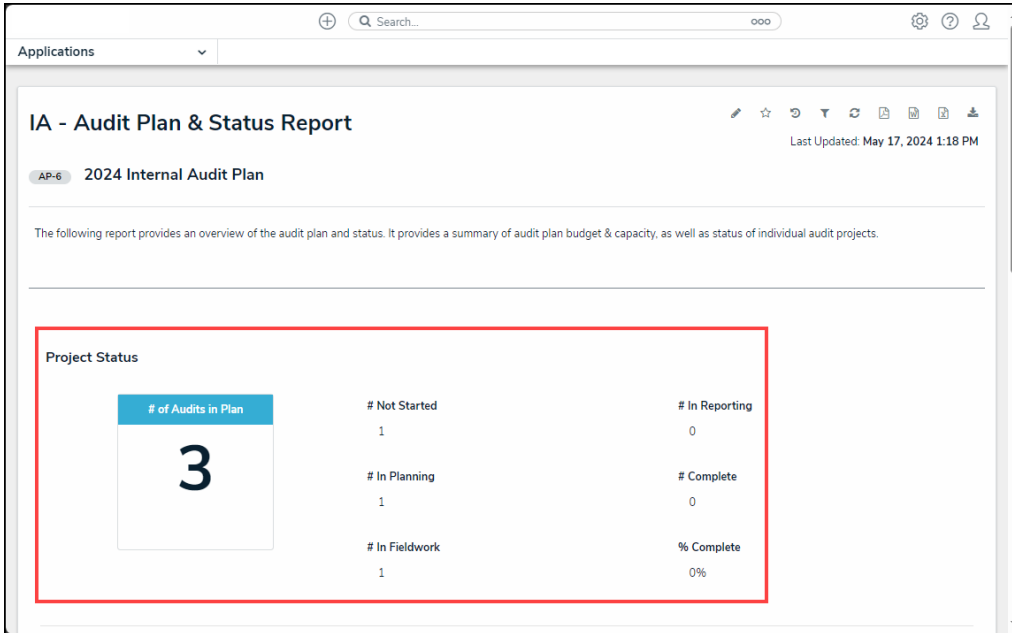 Search...
Applications
IA - Audit Plan & Status Report
Last Updated: May 17, 2024 1:18 PM
AP-6 2024 Internal Audit Plan
The following report provides an overview of the audit plan and status. It provides a summary of audit plan budget & capacity, as well as status of individual audit projects.
Project Status
# of Audits in Plan
3
# Not Started
1
# In Planning
1
# In Fieldwork
1
# In Reporting
0
# Complete
0
% Complete
0%